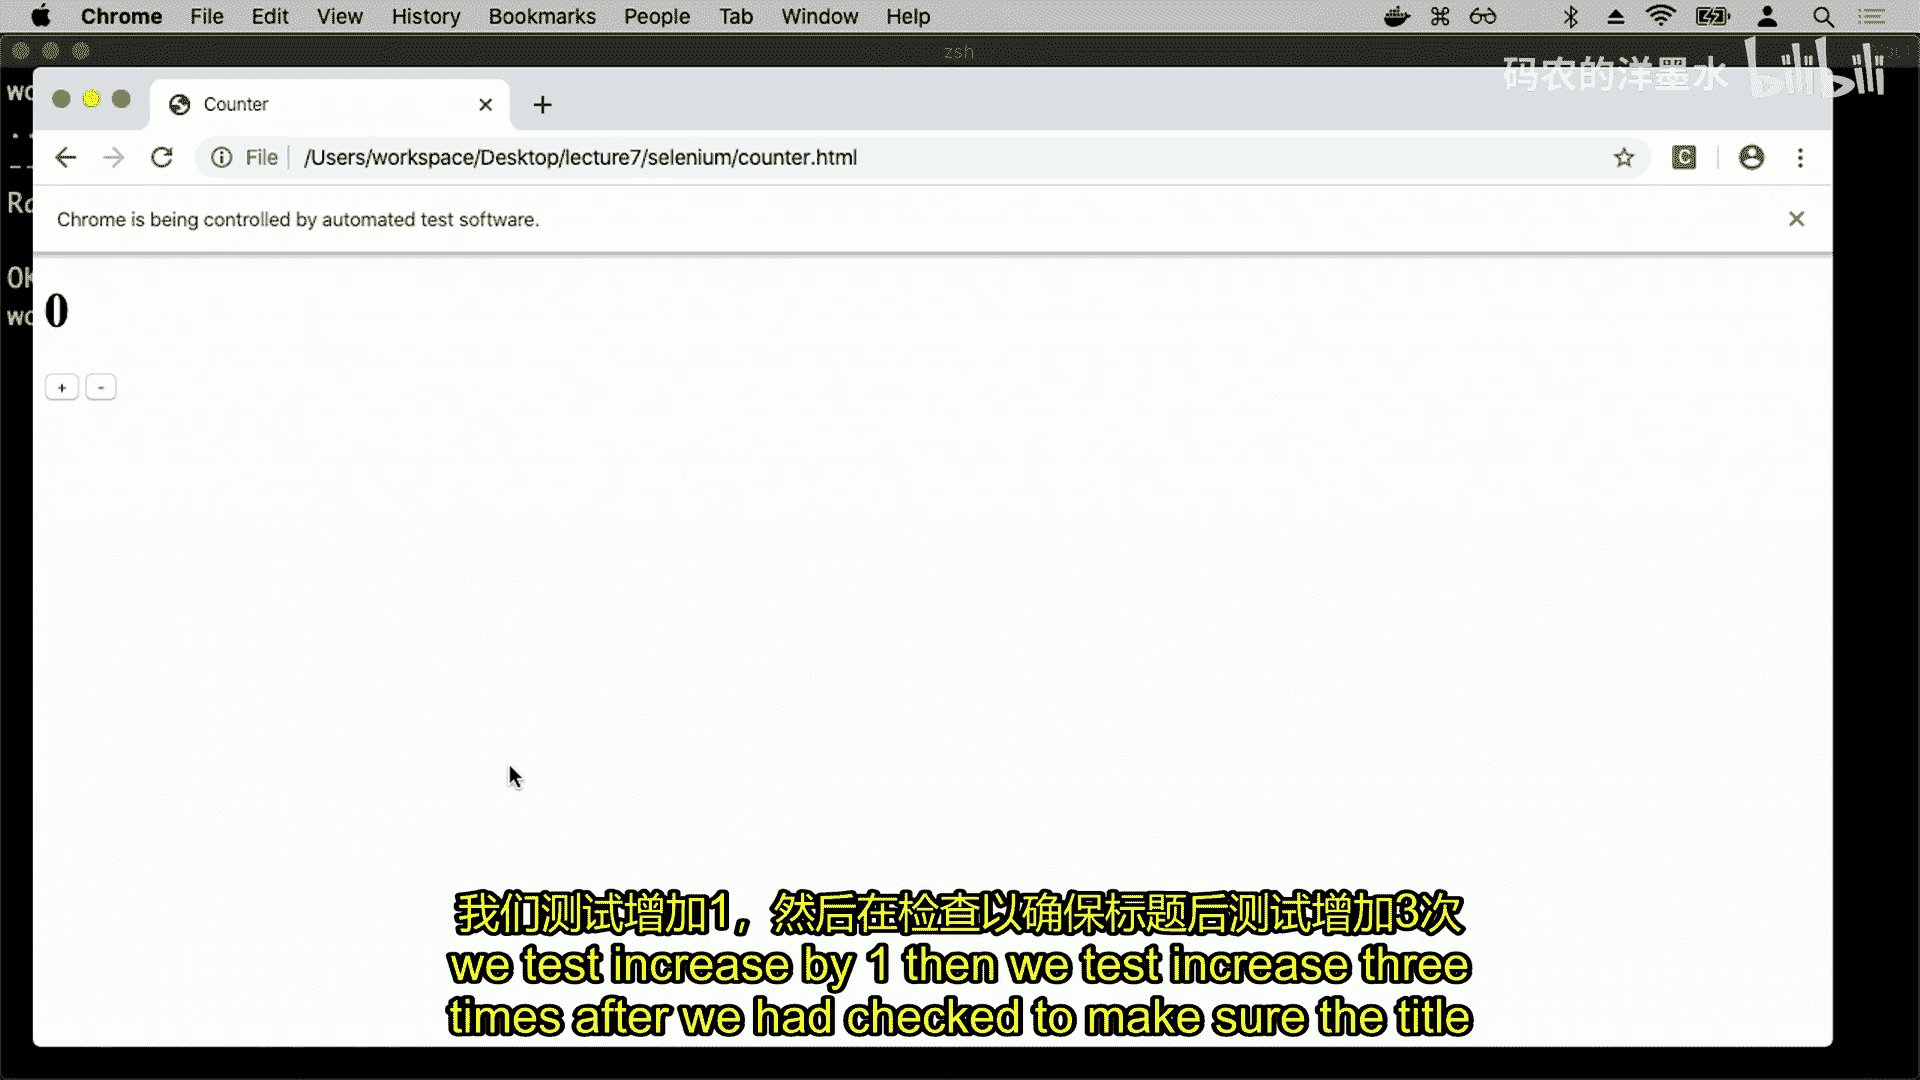 Chrome File Edit View History Bookmarks People Tab Window Help
zsh
码农的洋墨水 bilibili
Counter
File /Users/workspace/Desktop/lecture7/selenium/counter.html
Chrome is being controlled by automated test software.
0
+ -
我们测试增加1，然后在检查以确保标题后测试增加3次
we test increase by 1 then we test increase three
times after we had checked to make sure the title